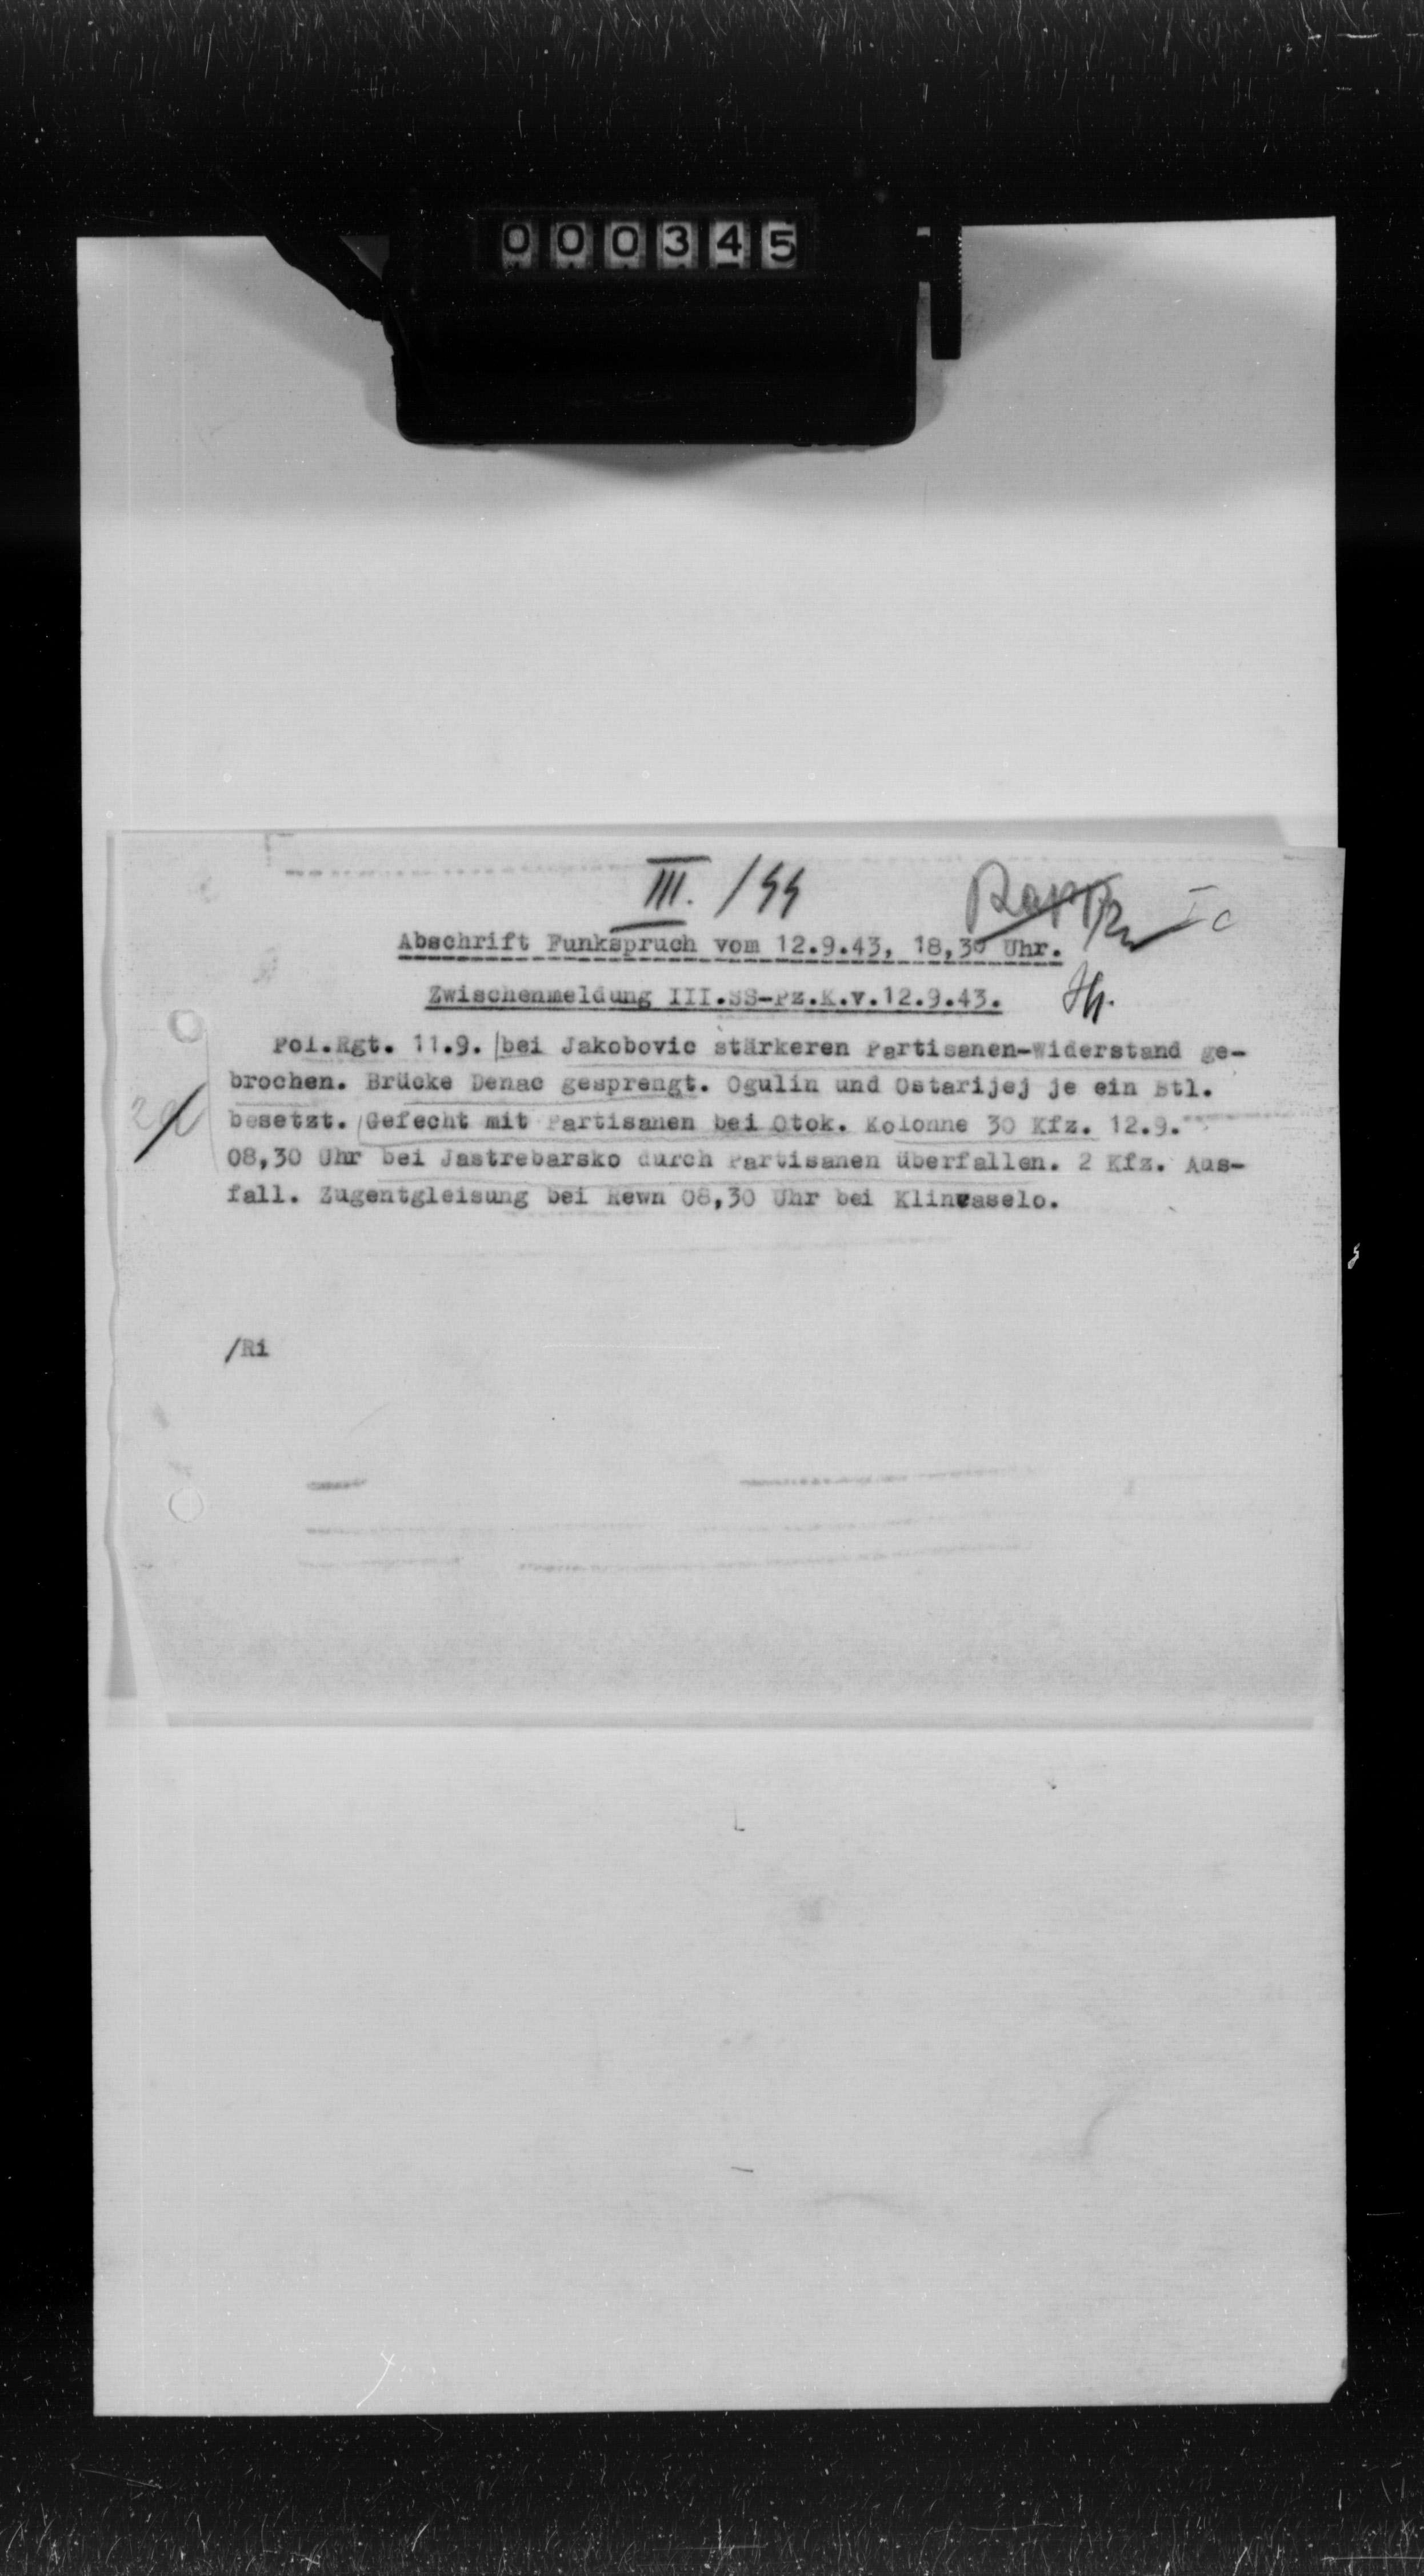 000345
III. /44
Ic
Abschrift Funkspruch vom 12.9.43, 18,30 Uhr.
Zwischenmeldung III.SS-Pz.K.v.12.9.43.
Pol.Rgt. 11.9. bei Jakobovic stärkeren Partisanen-Widerstand ge-
brochen. Brücke Denac gesprengt. Ogulin und Ostarijej je ein Btl.
besetzt. Gefecht mit Partisanen bei Otok. Kolonne 30 Kfz. 12.9.
08,30 Uhr bei Jastrebarsko durch Partisanen überfallen. 2 Kfz. Aus-
fall. Zugentgleisung bei Rewn 08,30 Uhr bei Klinvaselo.
/Ri